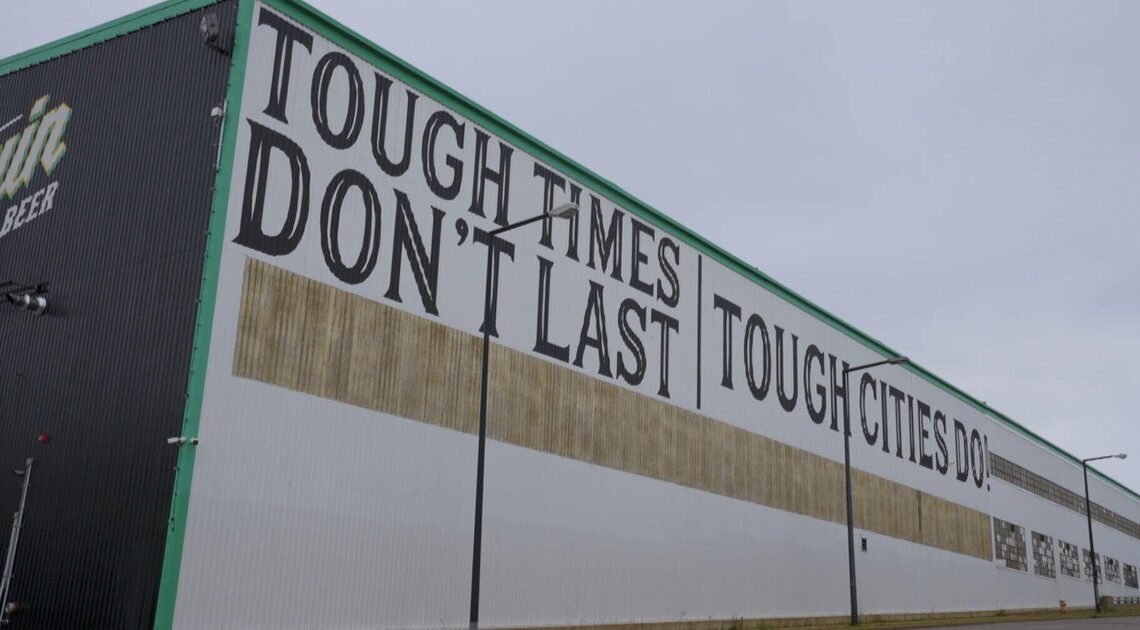 TOUGH TIMES
DON'T LAST
TOUGH CITIES DO!
BEER